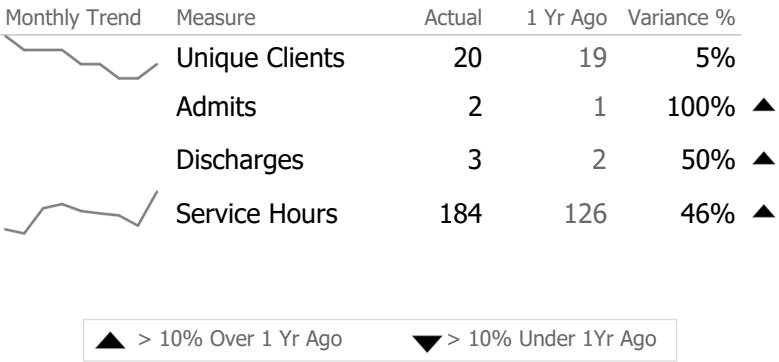 Monthly Trend Measure Actual 1 Yr Ago Variance %
Unique Clients 20 19 5%
Admits 2 1 100% ▲
Discharges 3 2 50% ▲
Service Hours 184 126 46% ▲
▲ > 10% Over 1 Yr Ago ▼ > 10% Under 1Yr Ago